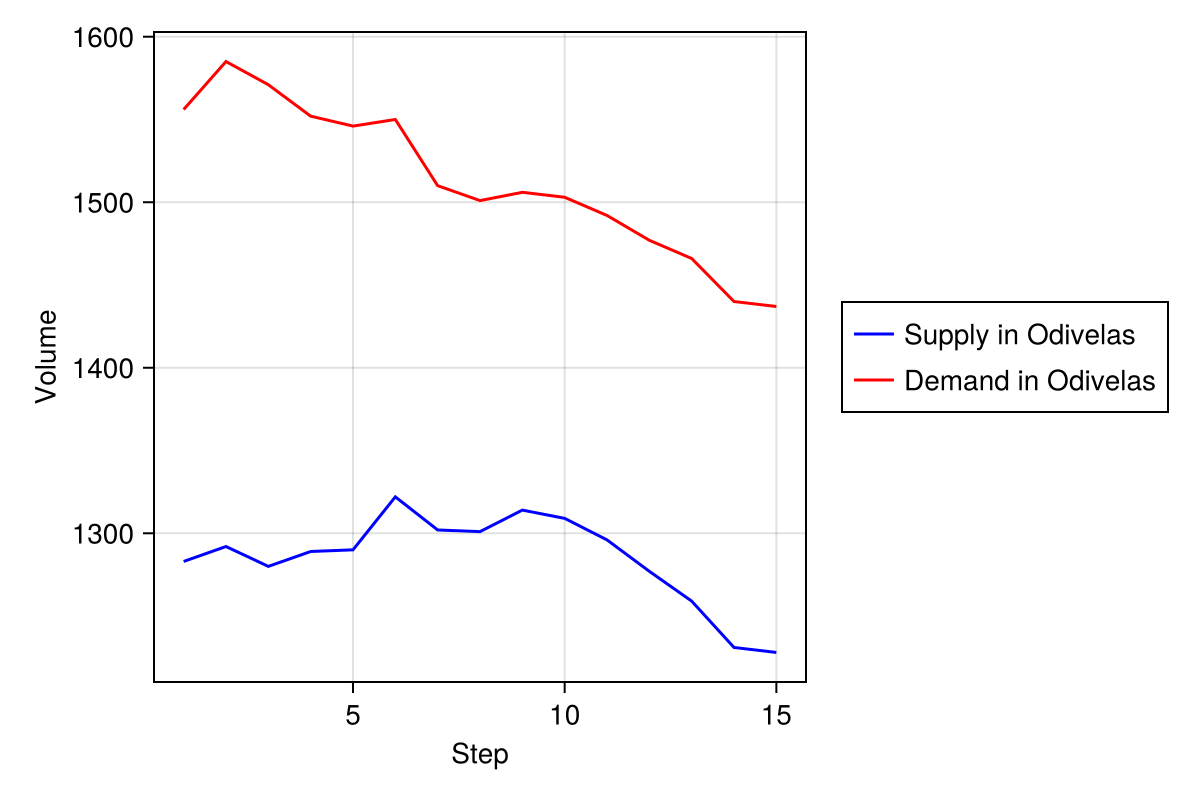 1600
1500
1400
1300
Volume
5
10
15
Step
Supply in Odivelas
Demand in Odivelas